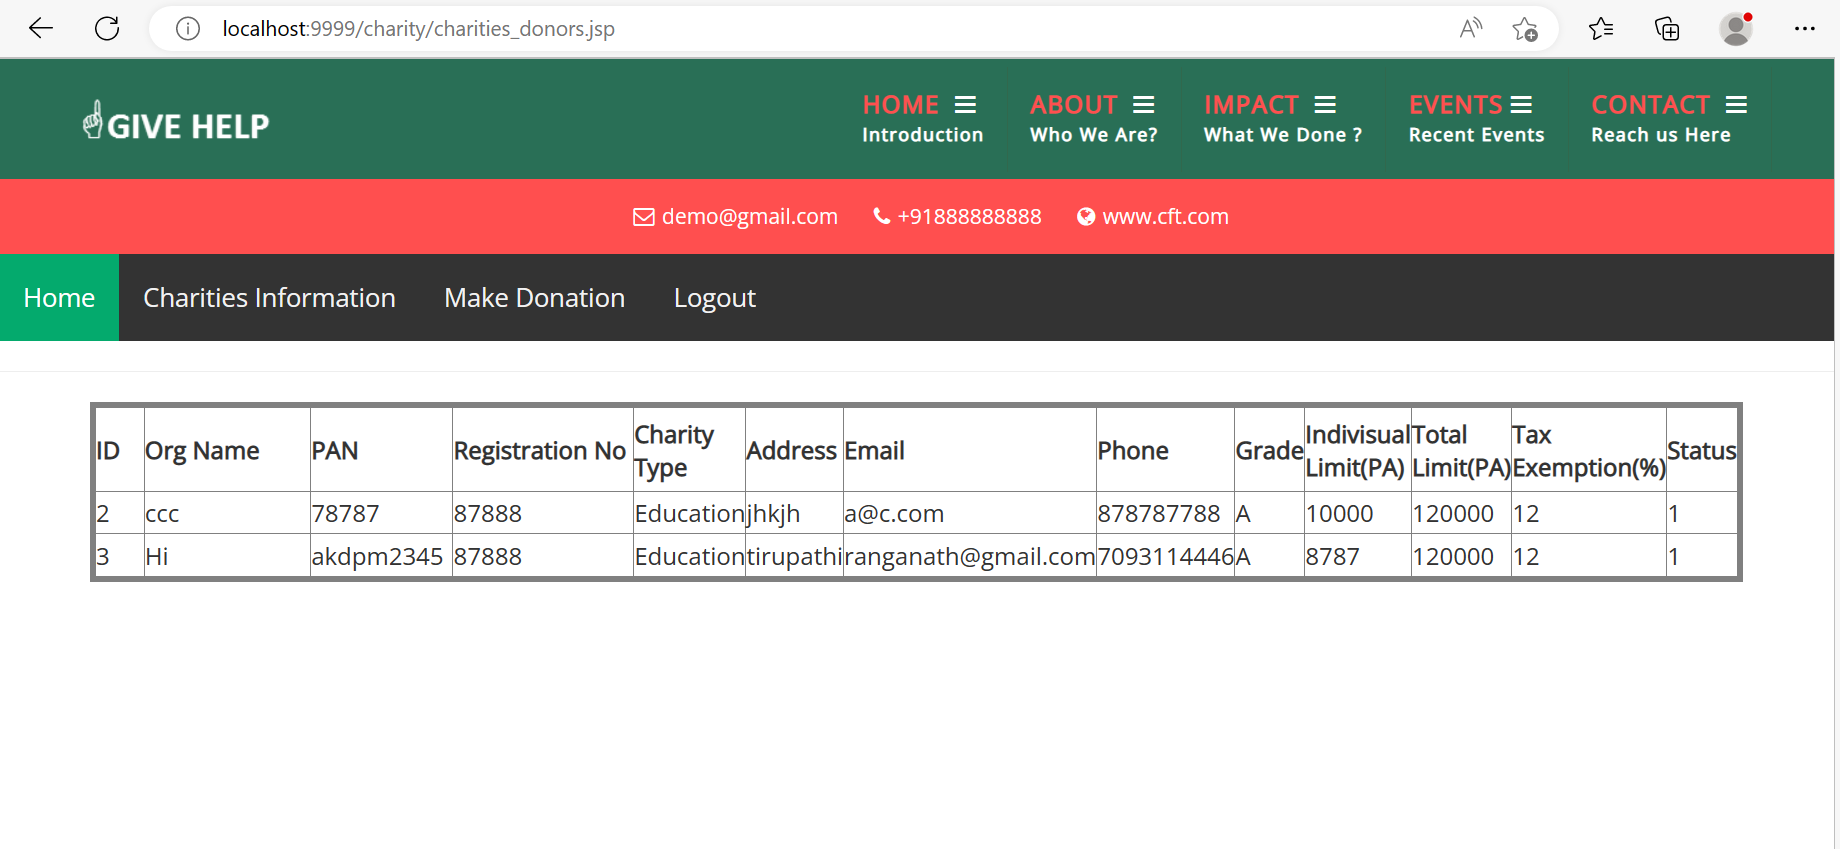 localhost:9999/charity/charities_donors.jsp
GIVE HELP
HOME ABOUT IMPACT EVENTS CONTACT
Introduction Who We Are? What We Done ? Recent Events Reach us Here
demo@gmail.com +91888888888 www.cft.com
Home Charities Information Make Donation Logout
ID Org Name PAN Registration No Charity Type Address Email Phone Grade Indivisual Limit(PA) Total Limit(PA) Tax Exemption(%) Status
2 ccc 78787 87888 Education jhkjh a@c.com 878787788 A 10000 120000 12 1
3 Hi akdpm2345 87888 Education tirupathi ranganath@gmail.com 7093114446 A 8787 120000 12 1